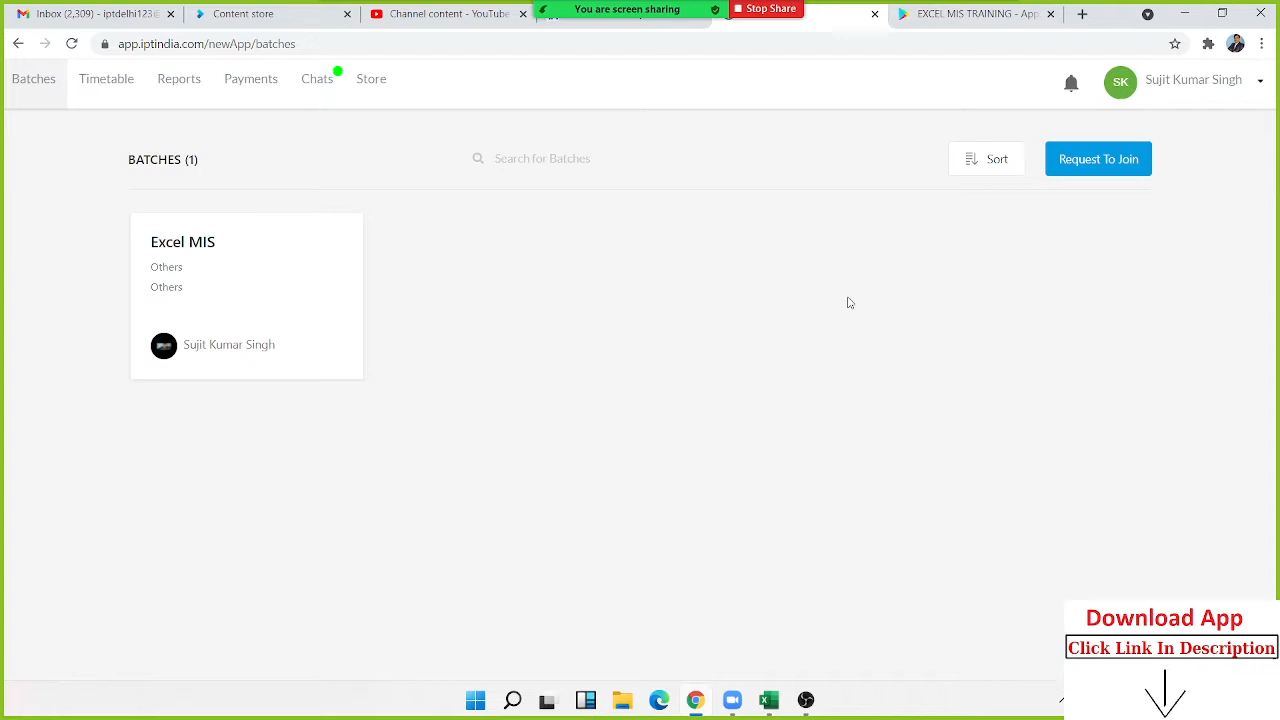 Inbox (2,309) - iptdelhi123@
Content store
Channel content - YouTube
You are screen sharing
Stop Share
EXCEL MIS TRAINING - App
app.iptindia.com/newApp/batches
Batches
Timetable
Reports
Payments
Chats
Store
SK
Sujit Kumar Singh
BATCHES (1)
Search for Batches
Sort
Request To Join
Excel MIS
Others
Others
Sujit Kumar Singh
Download App
Click Link In Description